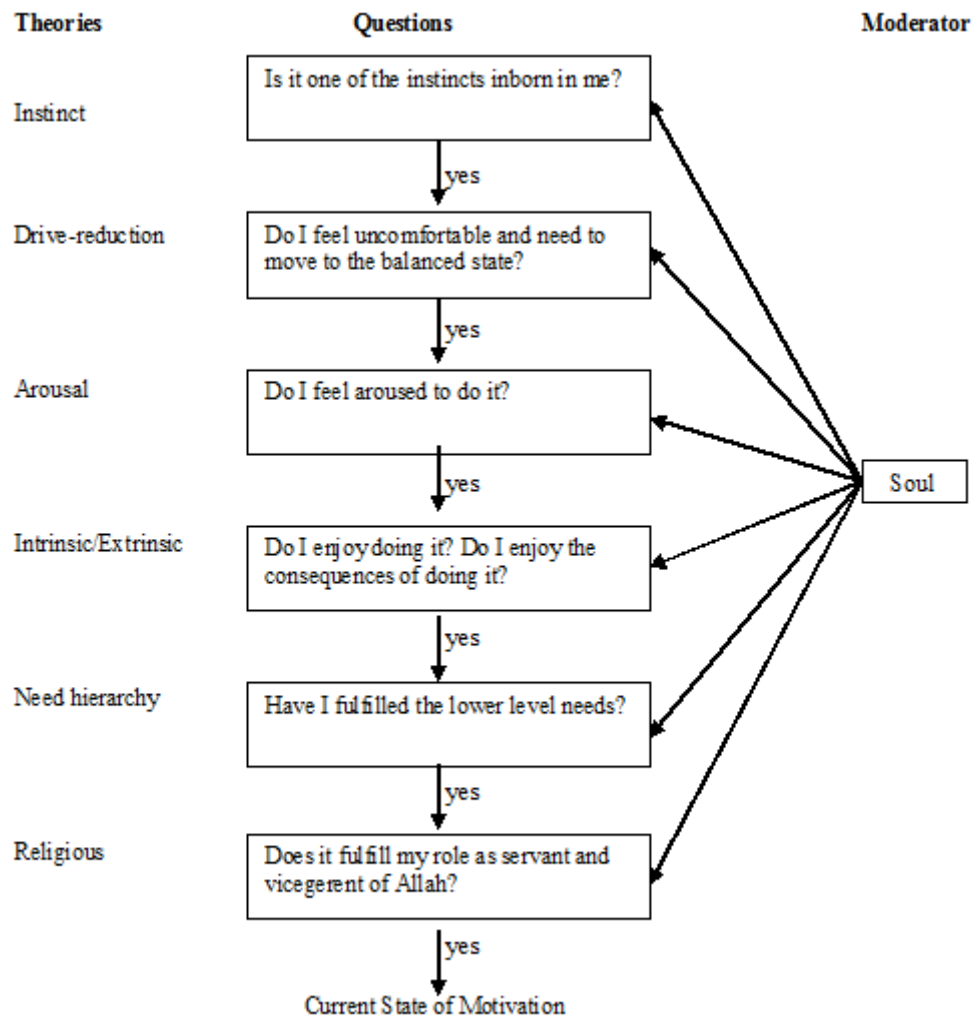 Theories Questions Moderator
Is it one of the instincts inborn in me?
Instinct
yes
Drive-reduction
Do I feel uncomfortable and need to
move to the balanced state?
yes
Arousal
Do I feel aroused to do it?
yes
Soul
Intrinsic/Extrinsic
Do I enjoy doing it? Do I enjoy the
consequences of doing it?
yes
Need hierarchy
Have I fulfilled the lower level needs?
yes
Religious
Does it fulfill my role as servant and
vicegerent of Allah?
yes
Current State of Motivation